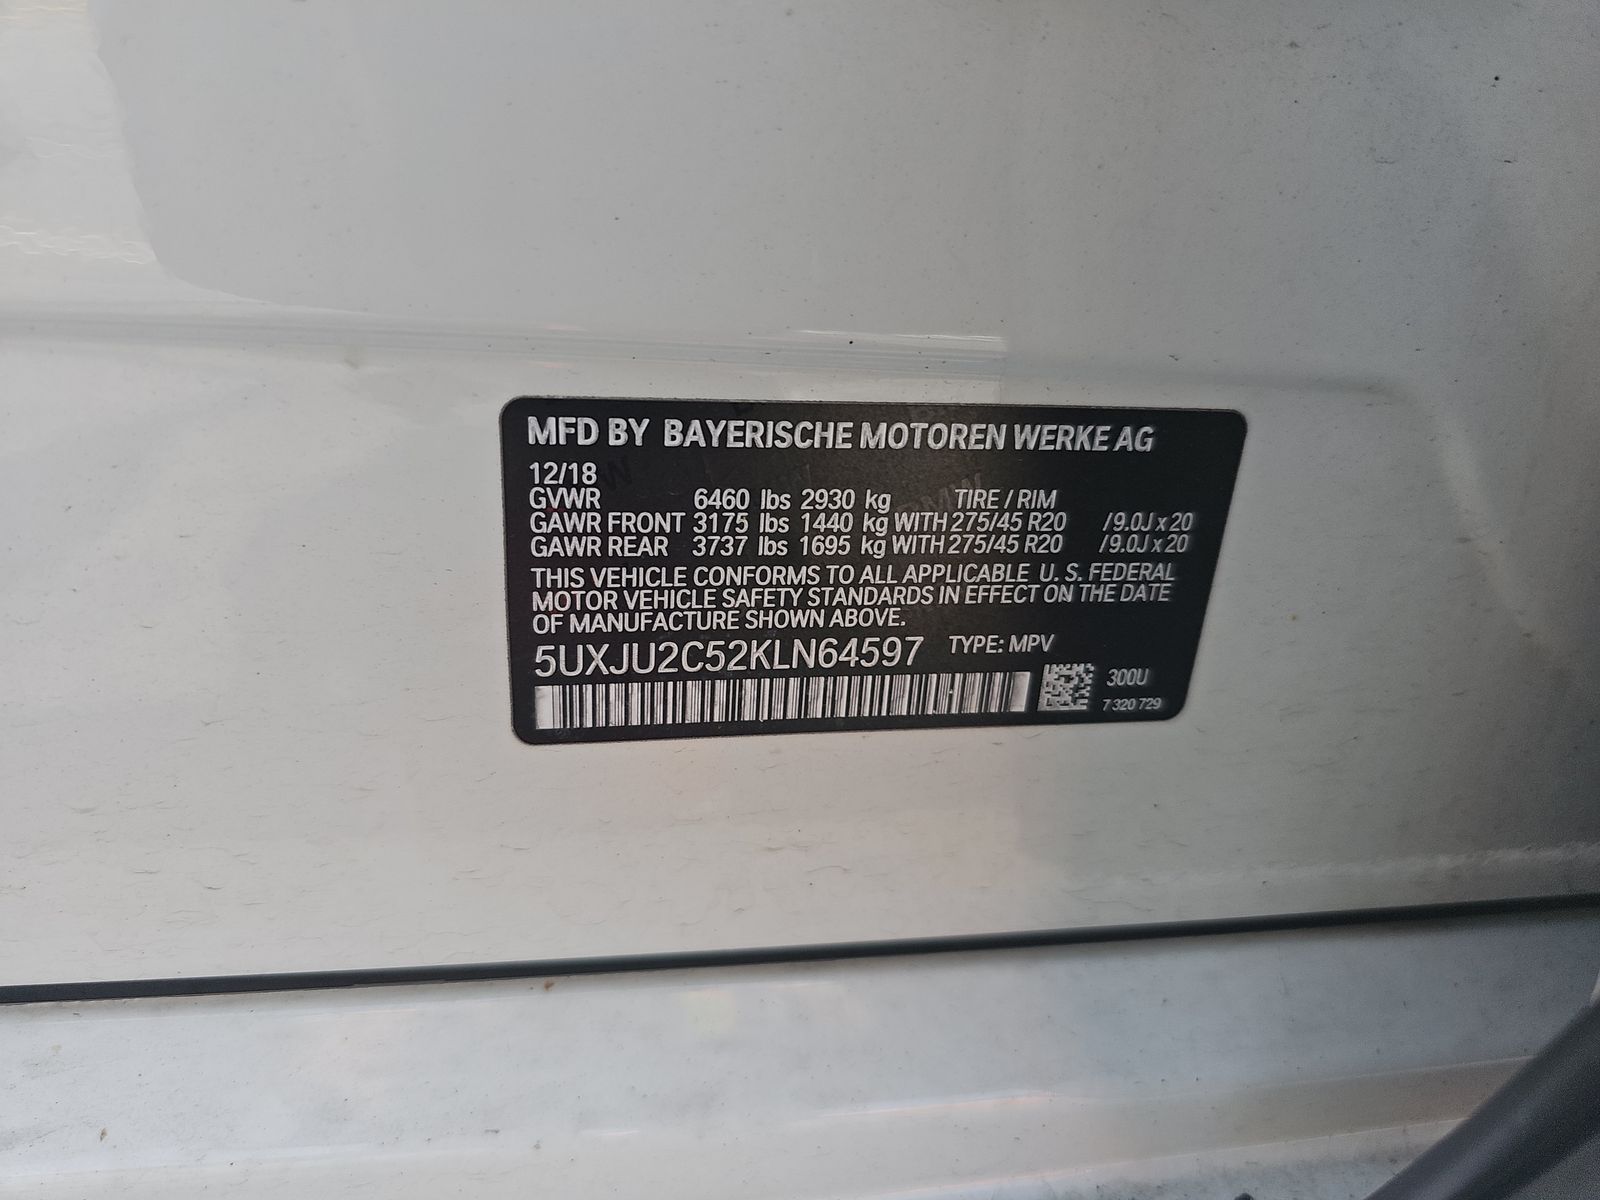 MFD BY BAYERISCHE MOTOREN WERKE AG
12/18
GVWR 6460 lbs 2930 kg TIRE / RIM
GAWR FRONT 3175 lbs 1440 kg WITH 275/45 R20 / 9.0J x 20
GAWR REAR 3737 lbs 1695 kg WITH 275/45 R20 / 9.0J x 20
THIS VEHICLE CONFORMS TO ALL APPLICABLE U. S. FEDERAL
MOTOR VEHICLE SAFETY STANDARDS IN EFFECT ON THE DATE
OF MANUFACTURE SHOWN ABOVE.
5UXJU2C52KLN64597 TYPE: MPV
300U
7 320 729